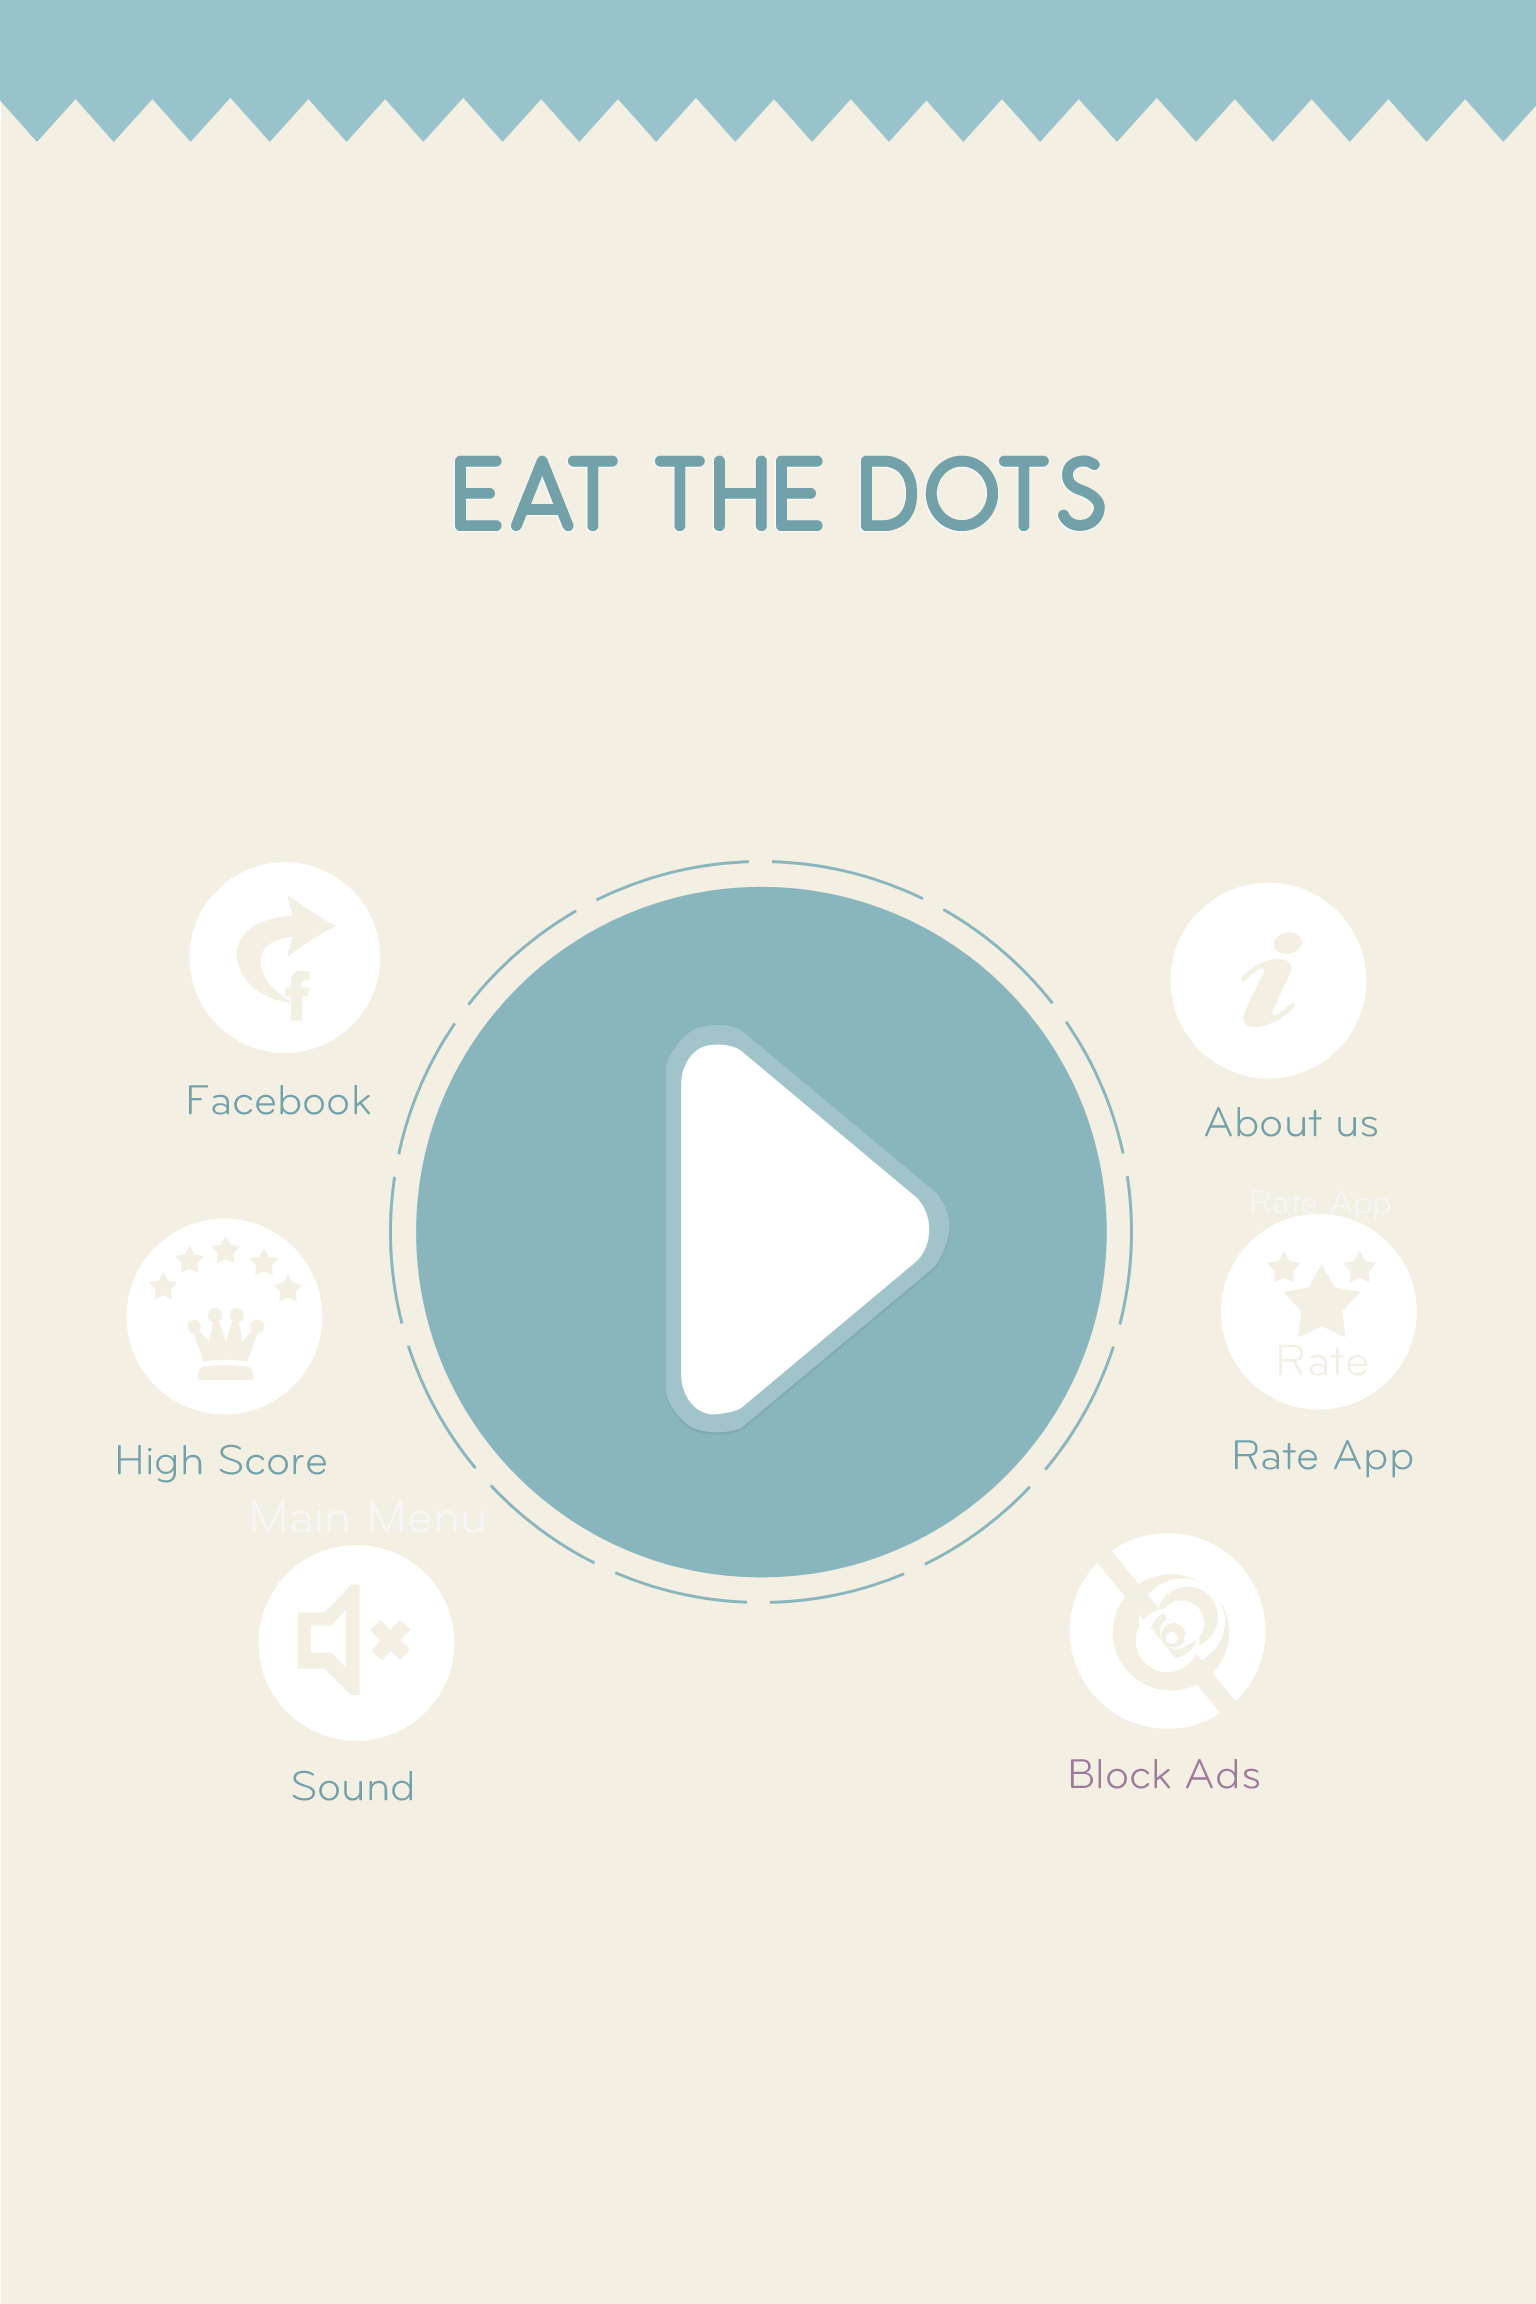 EAT THE DOTS
f
i
Facebook
About us
Rate App
Rate
High Score
Rate App
Main Menu
Sound
Block Ads